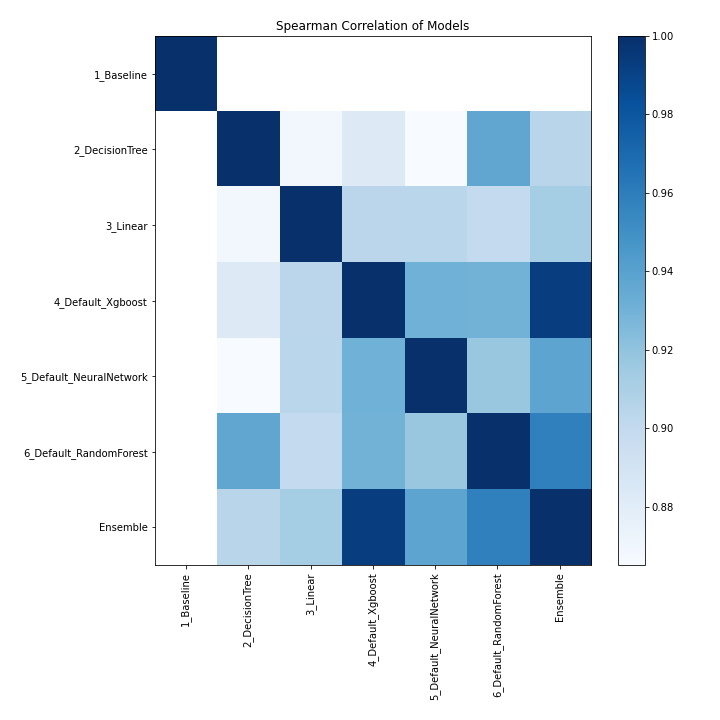 Spearman Correlation of Models
1_Baseline
2_DecisionTree
3_Linear
4_Default_Xgboost
5_Default_NeuralNetwork
6_Default_RandomForest
Ensemble
1_Baseline
2_DecisionTree
3_Linear
4_Default_Xgboost
5_Default_NeuralNetwork
6_Default_RandomForest
Ensemble
1.00
0.98
0.96
0.94
0.92
0.90
0.88